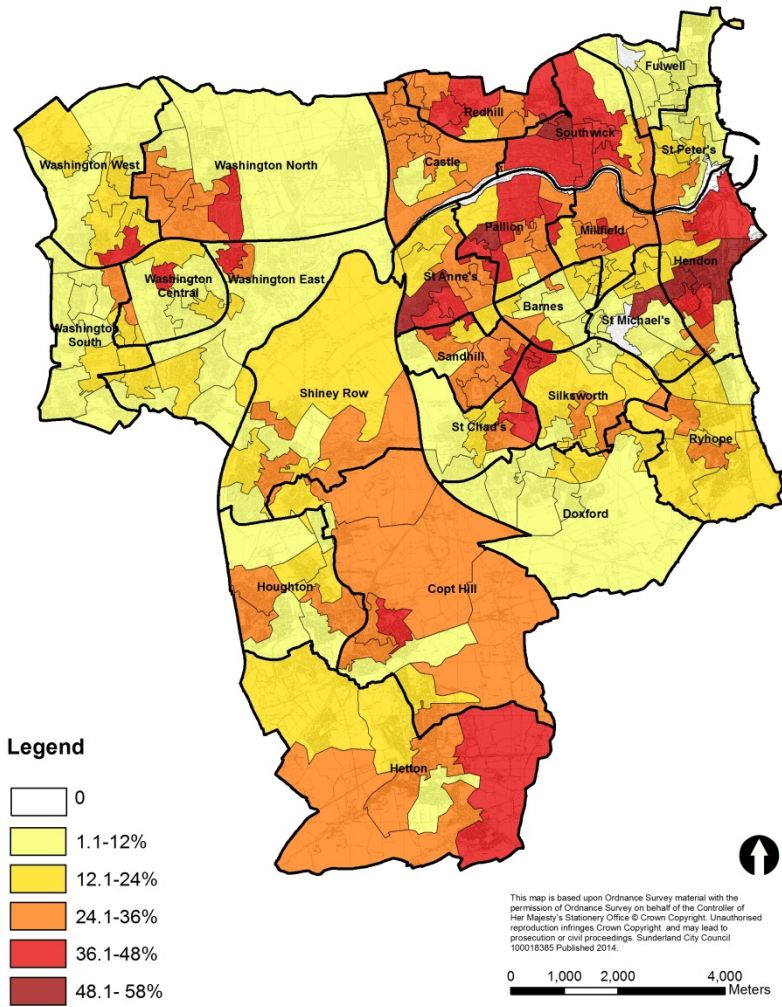 Fulwell
Redhill
Southwick
St Peter's
Washington West
Washington North
Castle
Pallion
Millfield
Hendon
St Anne's
Washington
Central
Washington East
Barnes
St Michael's
Washington
South
Sandhill
Shiney Row
Silksworth
St Chad's
Ryhope
Doxford
Houghton
Copt Hill
Hetton
Legend
0
1.1-12%
12.1-24%
24.1-36%
36.1-48%
48.1- 58%
This map is based upon Ordnance Survey material with the
permission of Ordnance Survey on behalf of the Controller of
Her Majesty's Stationery Office © Crown Copyright. Unauthorised
reproduction infringes Crown Copyright and may lead to
prosecution or civil proceedings. Sunderland City Council
100018385 Published 2014.
0 1,000 2,000 4,000
Meters